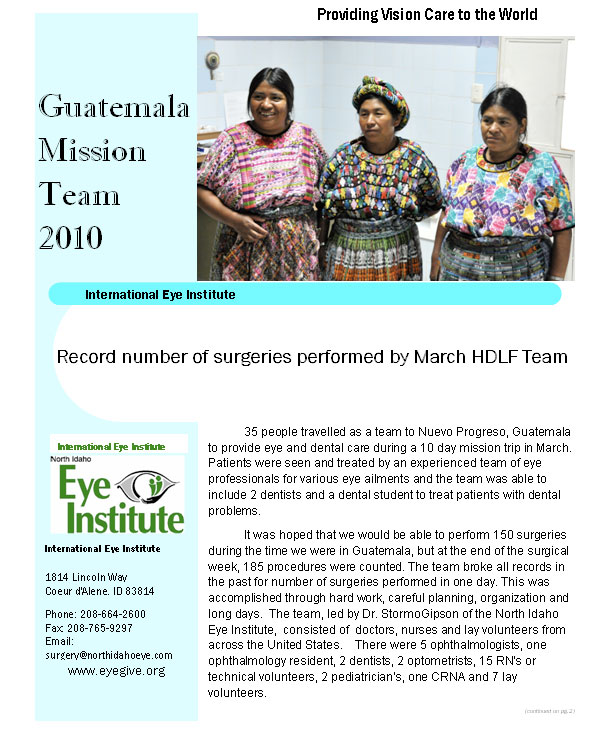 Providing Vision Care to the World
Guatemala
Mission
Team
2010
International Eye Institute
Record number of surgeries performed by March HDLF Team
International Eye Institute
North Idaho
Eye
Institute
International Eye Institute
1814 Lincoln Way
Coeur d'Alene. ID 83814
Phone: 208-664-2600
Fax: 208-765-9297
Email:
surgery@northidahoeye.com
www.eyegive.org
35 people travelled as a team to Nuevo Progreso, Guatemala
to provide eye and dental care during a 10 day mission trip in March.
Patients were seen and treated by an experienced team of eye
professionals for various eye ailments and the team was able to
include 2 dentists and a dental student to treat patients with dental
problems.
It was hoped that we would be able to perform 150 surgeries
during the time we were in Guatemala, but at the end of the surgical
week, 185 procedures were counted. The team broke all records in
the past for number of surgeries performed in one day. This was
accomplished through hard work, careful planning, organization and
long days. The team, led by Dr. StormoGipson of the North Idaho
Eye Institute, consisted of doctors, nurses and lay volunteers from
across the United States. There were 5 ophthalmologists, one
ophthalmology resident, 2 dentists, 2 optometrists, 15 RN's or
technical volunteers, 2 pediatrician's, one CRNA and 7 lay
volunteers.
(continued on pg. 2)